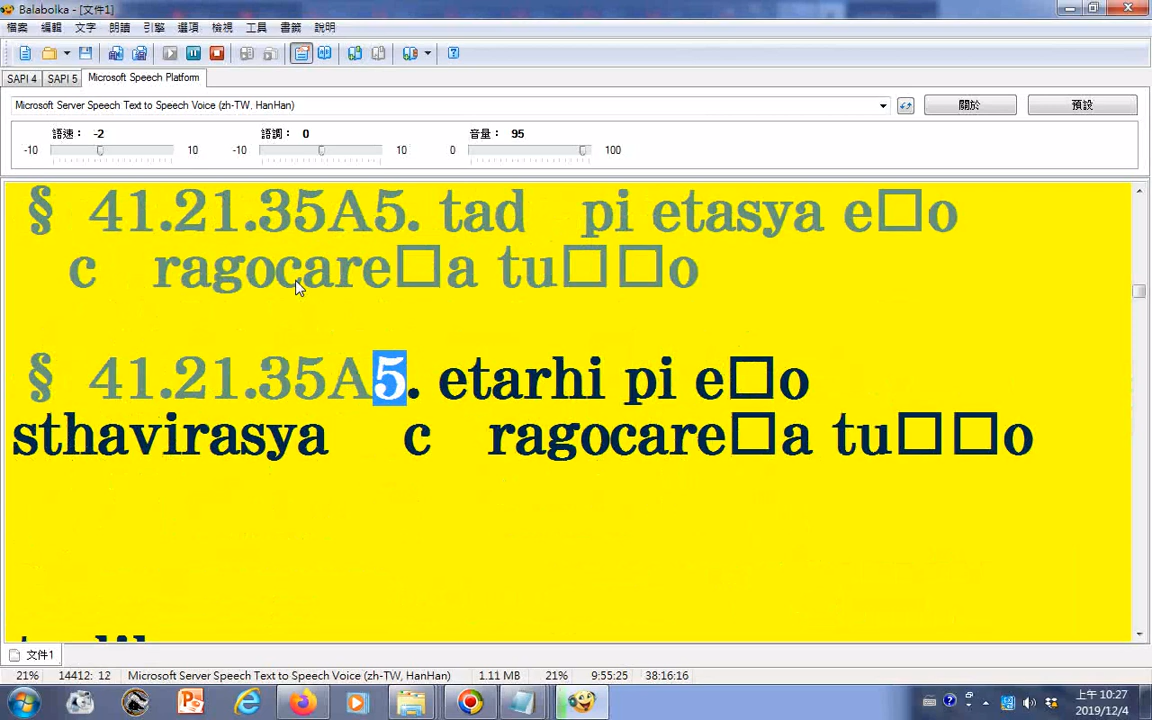 Balabolka - [文件1]
檔案 編輯 文字 朗讀 引擎 選項 檢視 工具 書籤 說明
SAPI 4 SAPI 5 Microsoft Speech Platform
Microsoft Server Speech Text to Speech Voice (zh-TW, HanHan) 關於 預設
語速： -2 語調： 0 音量： 95
-10 10 -10 10 0 100
§ 41.21.35A5. tad pi etasya e□o
c ragocare□a tu□□o
§ 41.21.35A5. etarhi pi e□o
sthavirasya c ragocare□a tu□□o
文件1
21% 14412: 12 Microsoft Server Speech Text to Speech Voice (zh-TW, HanHan) 1.11 MB 21% 9:55:25 38:16:16
上午 10:27
2019/12/4